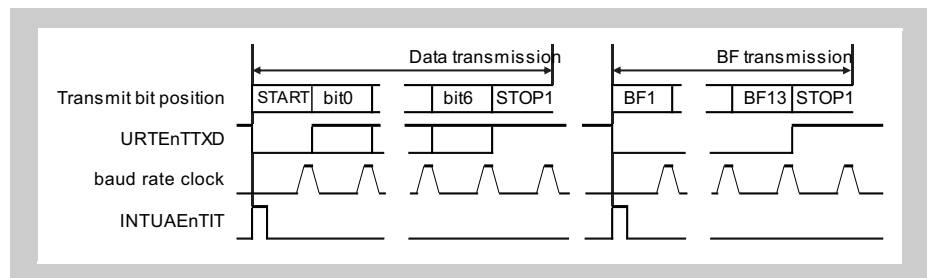 Data transmission BF transmission
Transmit bit position START bit0 bit6 STOP1 BF1 BF13 STOP1
URTEnTTXD
baud rate clock
INTUAEnTIT